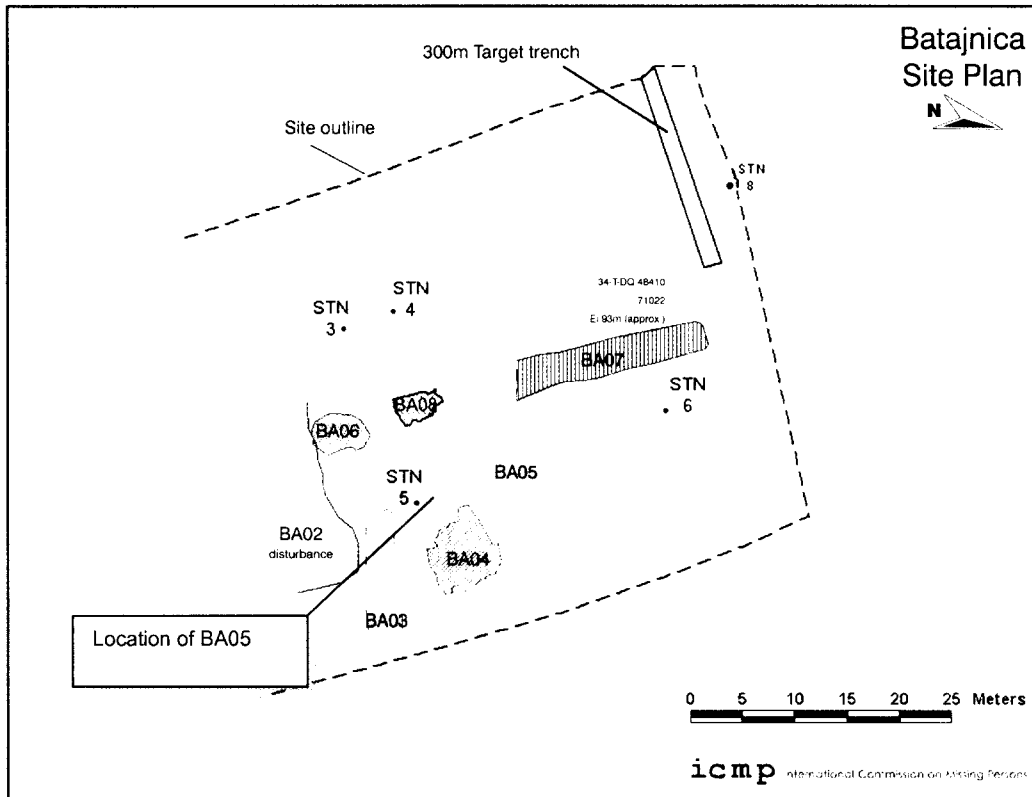 Batajnica
Site Plan
N
300m Target trench
Site outline
STN
8
34-T-DQ 48410
71022
El 93m (approx)
STN
4
STN
3
BA07
STN
6
BA08
BA06
BA05
STN
5
BA02
disturbance
BA04
Location of BA05
BA03
0 5 10 15 20 25 Meters
icmp International Commission on Missing Persons